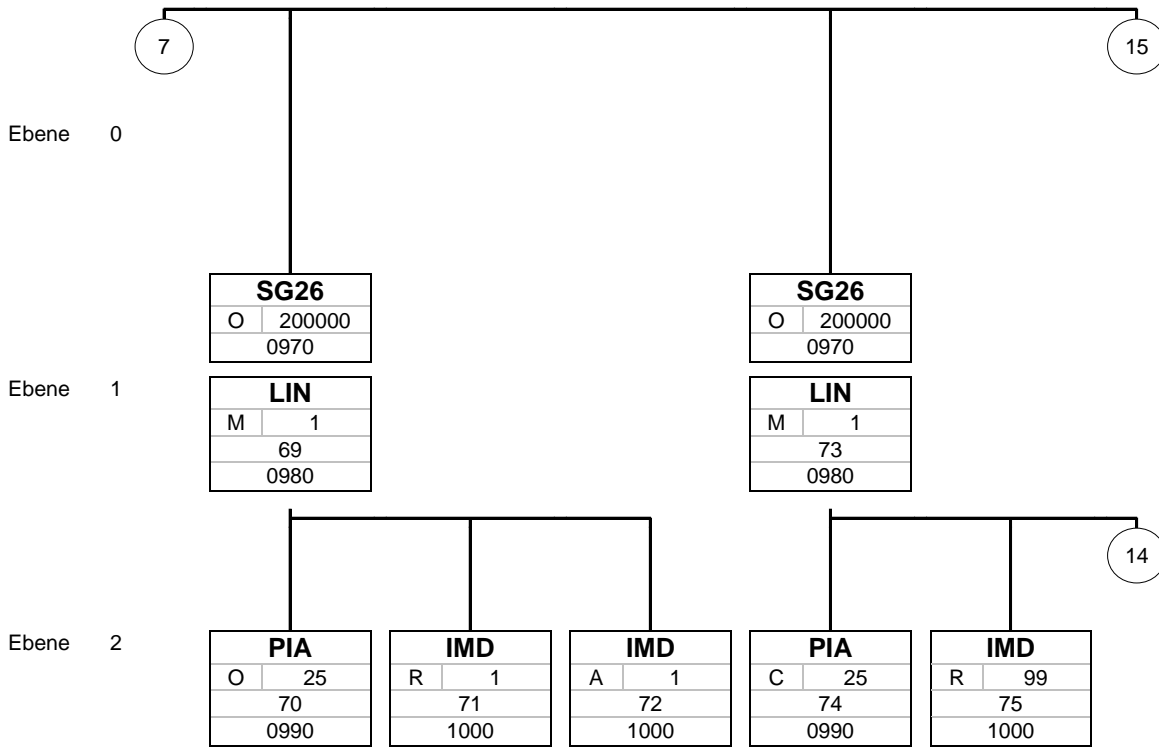 7 15
Ebene 0
SG26 SG26
O 200000 O 200000
0970 0970
Ebene 1 LIN LIN
M 1 M 1
69 73
0980 0980
14
Ebene 2 PIA IMD IMD PIA IMD
O 25 R 1 A 1 C 25 R 99
70 71 72 74 75
0990 1000 1000 0990 1000